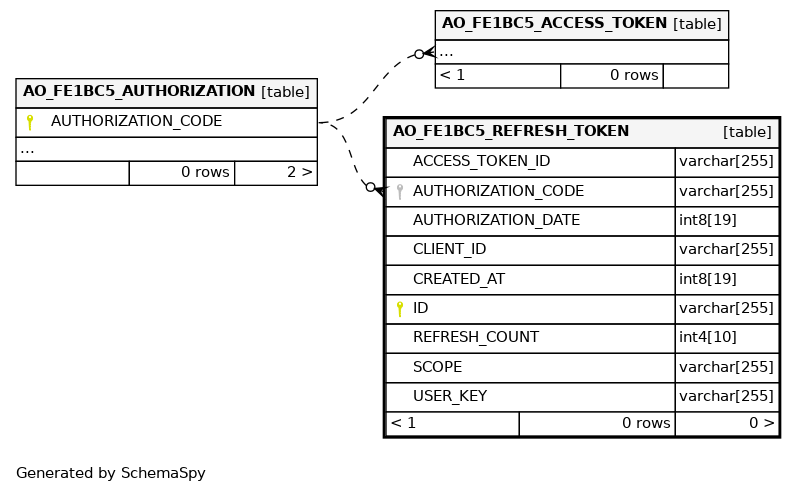 AO_FE1BC5_ACCESS_TOKEN [table]
...
< 1 0 rows
AO_FE1BC5_AUTHORIZATION [table]
AUTHORIZATION_CODE
...
0 rows 2 >
AO_FE1BC5_REFRESH_TOKEN [table]
ACCESS_TOKEN_ID varchar[255]
AUTHORIZATION_CODE varchar[255]
AUTHORIZATION_DATE int8[19]
CLIENT_ID varchar[255]
CREATED_AT int8[19]
ID varchar[255]
REFRESH_COUNT int4[10]
SCOPE varchar[255]
USER_KEY varchar[255]
< 1 0 rows 0 >
Generated by SchemaSpy